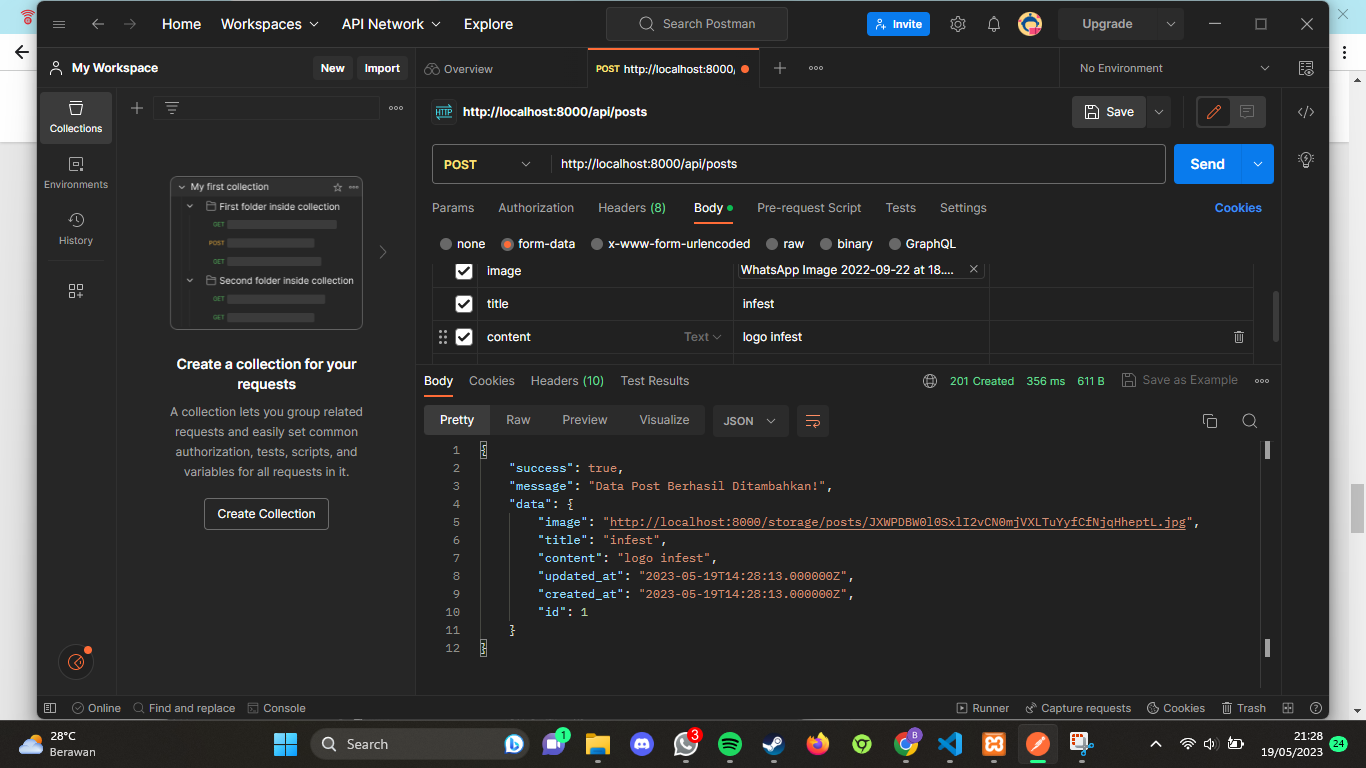 Home
Workspaces
API Network
Explore
Search Postman
Invite
Upgrade
My Workspace
New
Import
Overview
POST http://localhost:8000/
No Environment
Collections
Environments
History
My first collection
First folder inside collection
GET
POST
GET
Second folder inside collection
GET
GET
Create a collection for your
requests
A collection lets you group related
requests and easily set common
authorization, tests, scripts, and
variables for all requests in it.
Create Collection
HTTP http://localhost:8000/api/posts
Save
POST
http://localhost:8000/api/posts
Send
Params
Authorization
Headers (8)
Body
Pre-request Script
Tests
Settings
Cookies
none
form-data
x-www-form-urlencoded
raw
binary
GraphQL
image
WhatsApp Image 2022-09-22 at 18....
title
infest
content
Text
logo infest
Body
Cookies
Headers (10)
Test Results
201 Created
356 ms
611 B
Save as Example
Pretty
Raw
Preview
Visualize
JSON
1 {
2 "success": true,
3 "message": "Data Post Berhasil Ditambahkan!",
4 "data": {
5 "image": "http://localhost:8000/storage/posts/JXWPDBW0l0SxlI2vCN0mjVXLTuYyfCfNjqHheptL.jpg",
6 "title": "infest",
7 "content": "logo infest",
8 "updated_at": "2023-05-19T14:28:13.000000Z",
9 "created_at": "2023-05-19T14:28:13.000000Z",
10 "id": 1
11 }
12 }
Online
Find and replace
Console
Runner
Capture requests
Cookies
Trash
28°C
Berawan
Search
1
3
B
21:28
19/05/2023
24